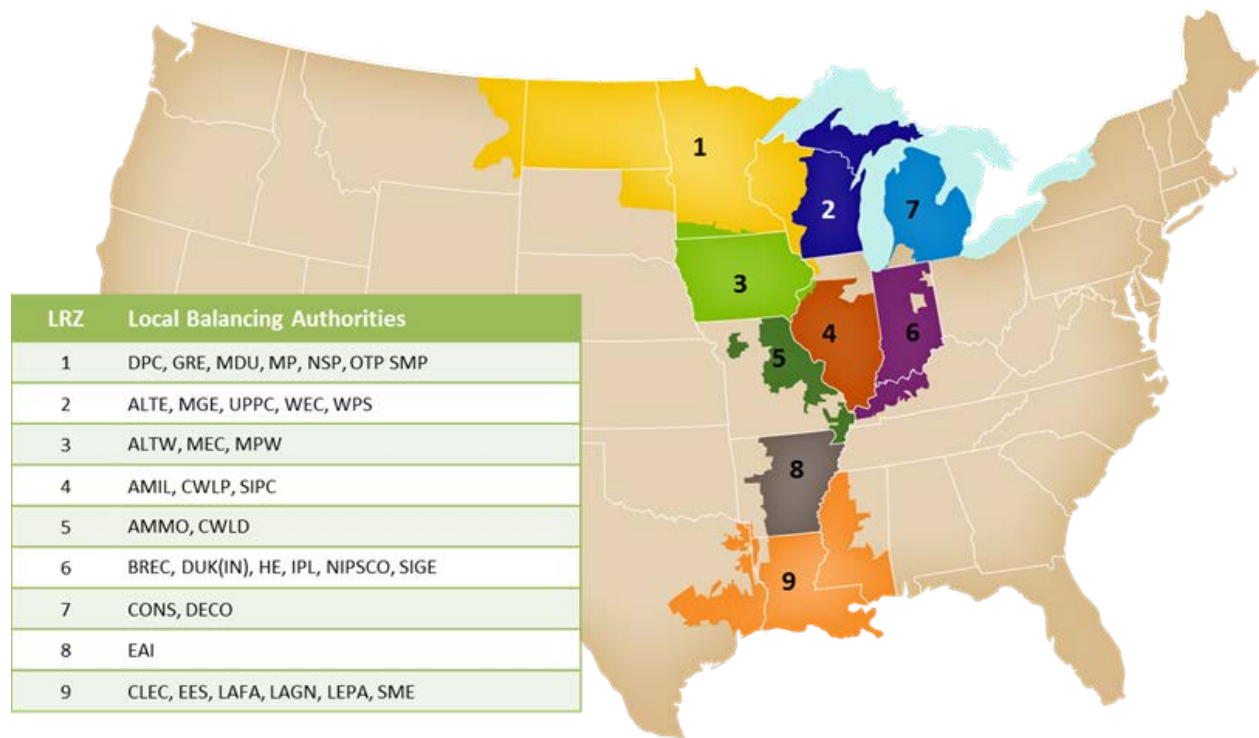 1
2
7
3
4
6
5
8
9
LRZ Local Balancing Authorities
1 DPC, GRE, MDU, MP, NSP, OTP SMP
2 ALTE, MGE, UPPC, WEC, WPS
3 ALTW, MEC, MPW
4 AMIL, CWLP, SIPC
5 AMMO, CWLD
6 BREC, DUK(IN), HE, IPL, NIPSCO, SIGE
7 CONS, DECO
8 EAI
9 CLEC, EES, LAFA, LAGN, LEPA, SME